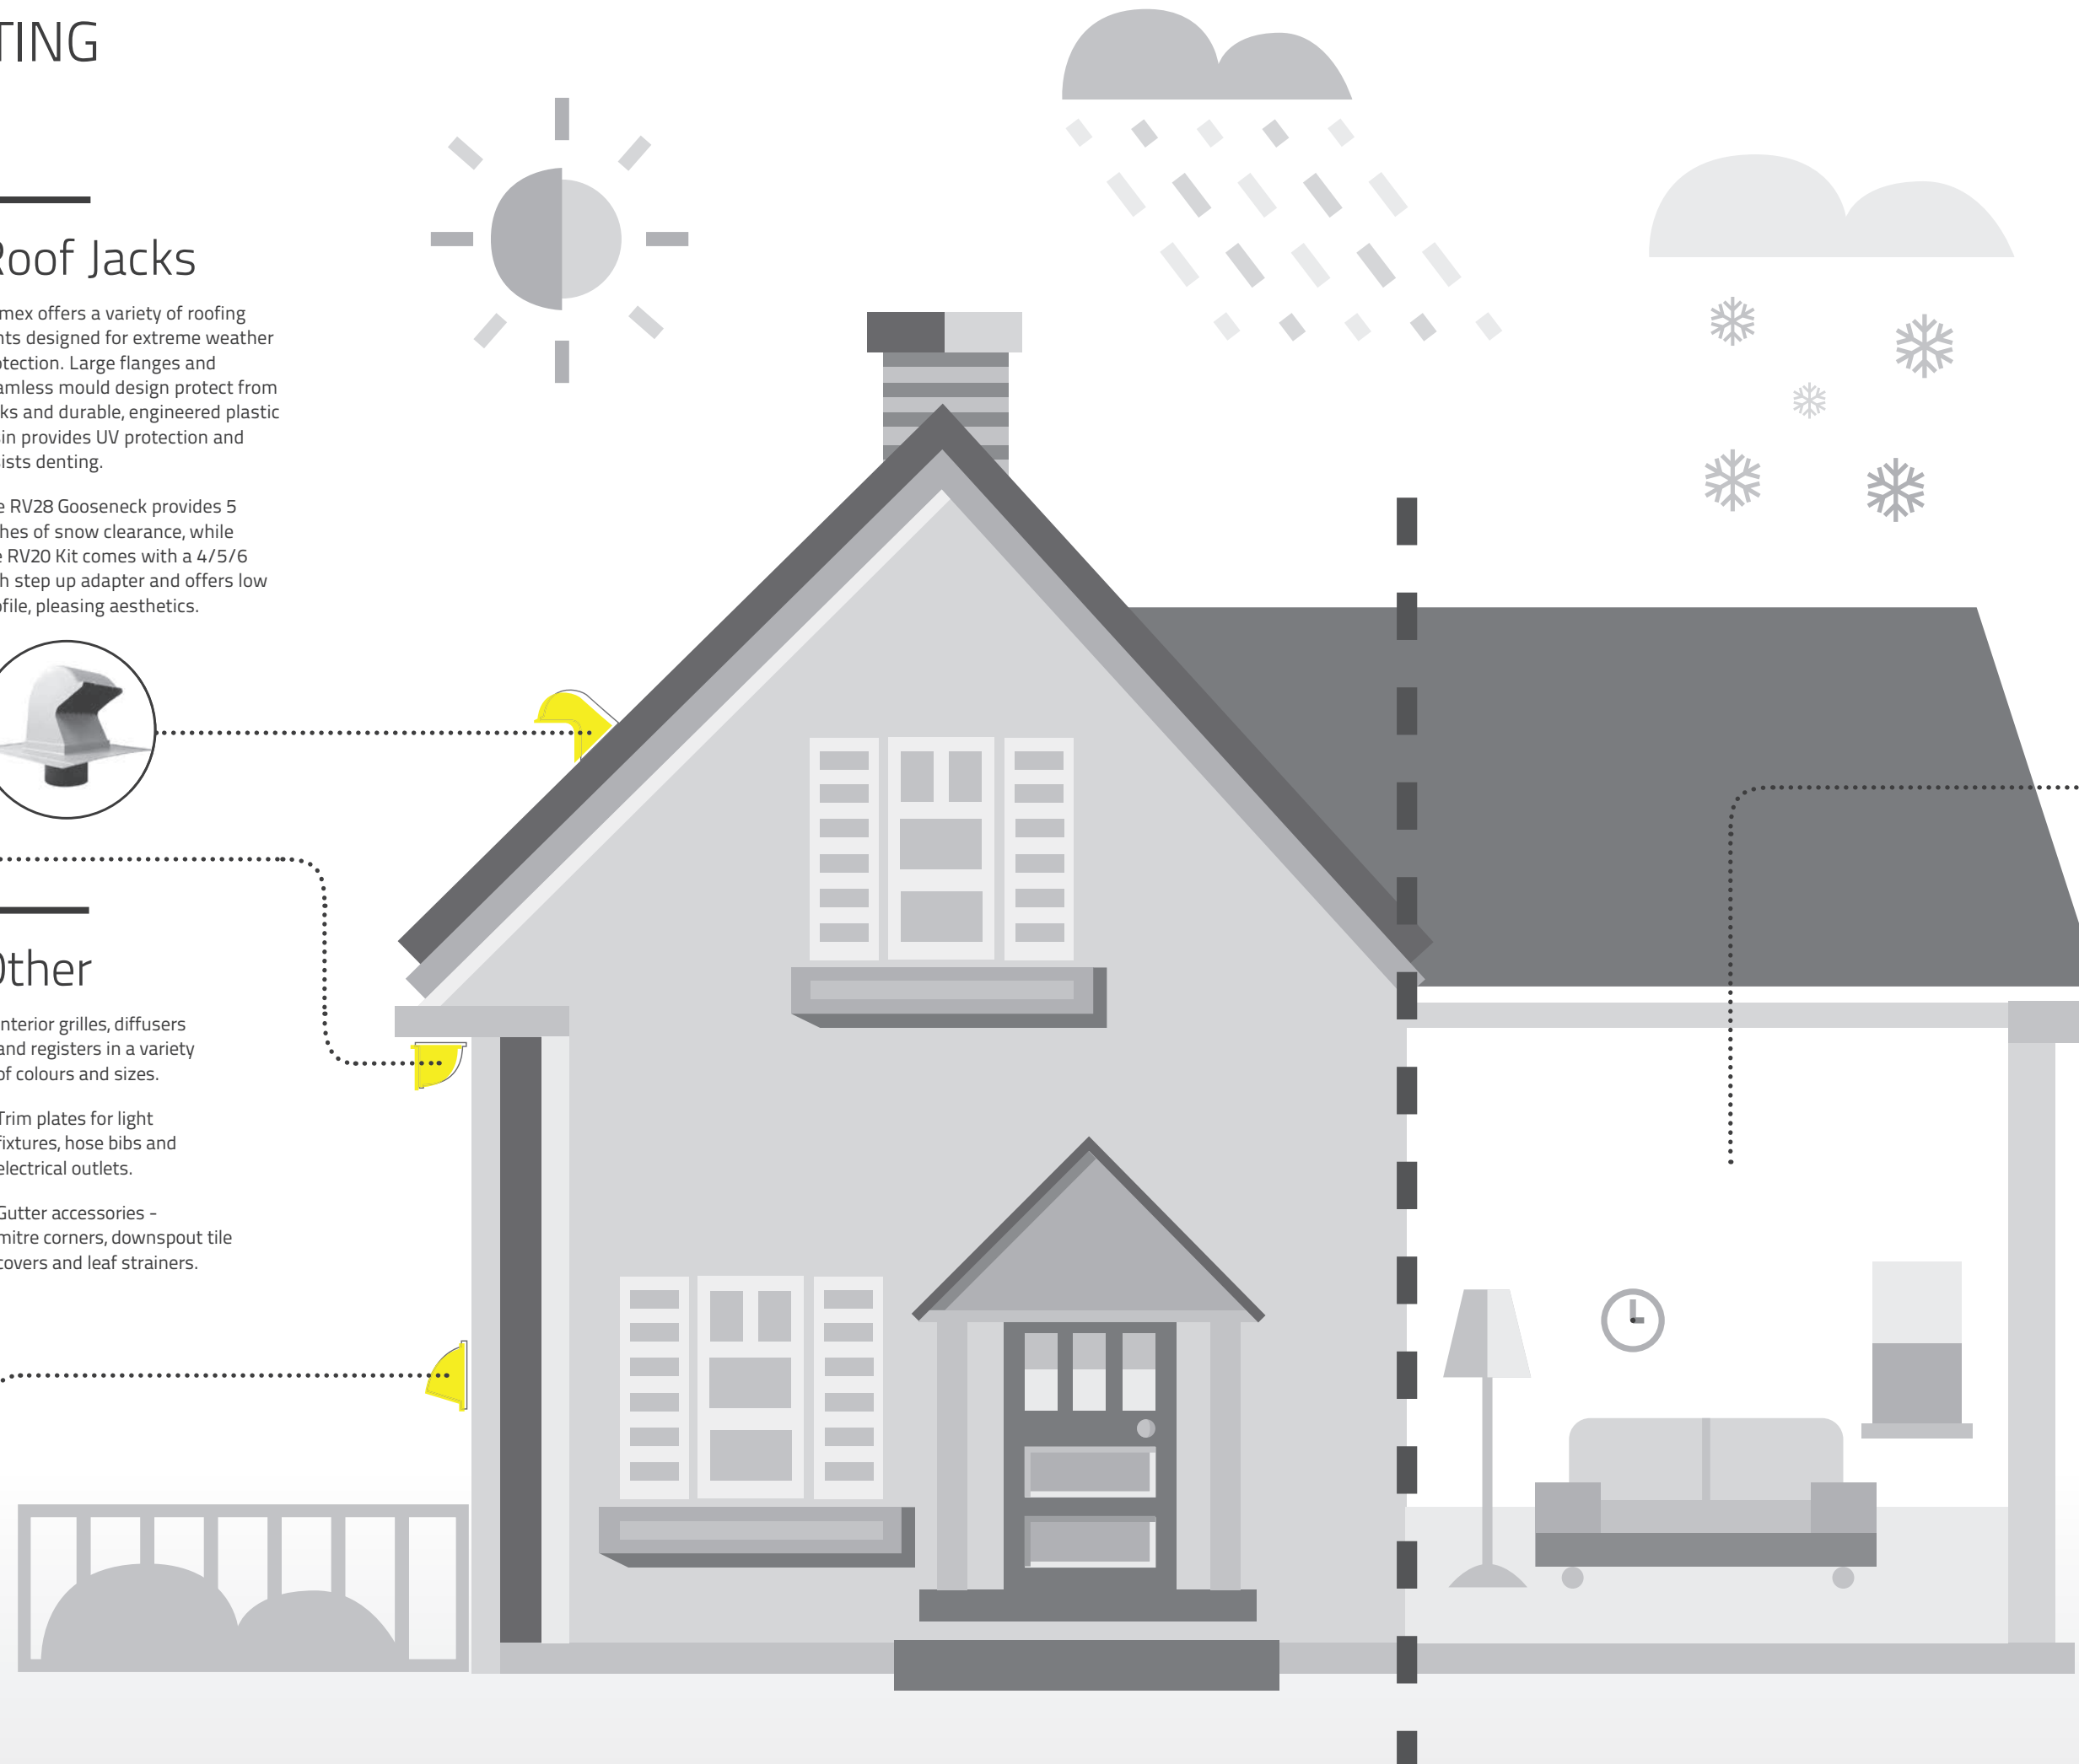 TING
Roof Jacks
mex offers a variety of roofing
nts designed for extreme weather
otection. Large flanges and
amless mould design protect from
ks and durable, engineered plastic
sin provides UV protection and
sists denting.
e RV28 Gooseneck provides 5
hes of snow clearance, while
e RV20 Kit comes with a 4/5/6
h step up adapter and offers low
ofile, pleasing aesthetics.
Other
nterior grilles, diffusers
and registers in a variety
of colours and sizes.
Trim plates for light
fixtures, hose bibs and
electrical outlets.
Gutter accessories -
mitre corners, downspout tile
covers and leaf strainers.